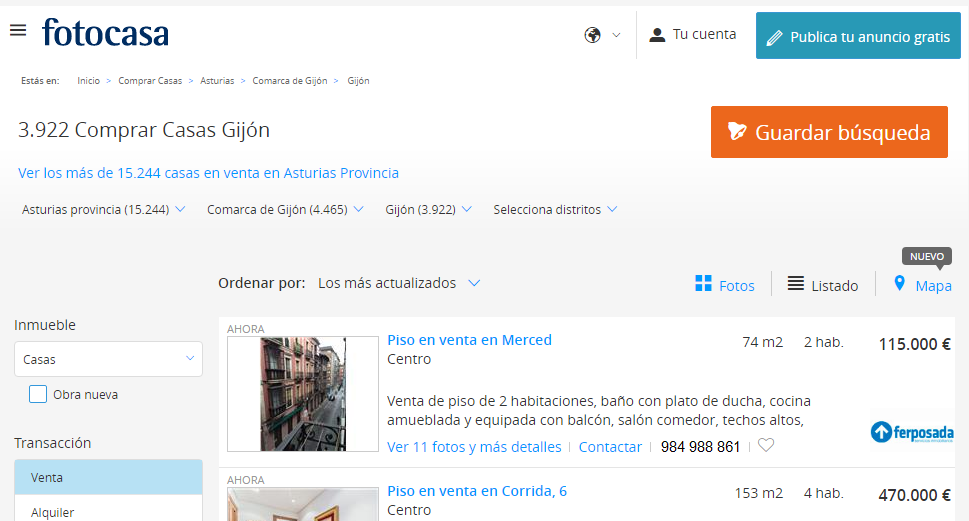 fotocasa
Tu cuenta
Publica tu anuncio gratis
Estás en: Inicio > Comprar Casas > Asturias > Comarca de Gijón > Gijón
3.922 Comprar Casas Gijón
Guardar búsqueda
Ver los más de 15.244 casas en venta en Asturias Provincia
Asturias provincia (15.244) Comarca de Gijón (4.465) Gijón (3.922) Selecciona distritos
NUEVO
Ordenar por: Los más actualizados
Fotos Listado Mapa
Inmueble
Casas
Obra nueva
Transacción
Venta
Alquiler
AHORA
Piso en venta en Merced
74 m2 2 hab. 115.000 €
Centro
Venta de piso de 2 habitaciones, baño con plato de ducha, cocina
amueblada y equipada con balcón, salón comedor, techos altos,
ferposada
Ver 11 fotos y más detalles | Contactar | 984 988 861 |
AHORA
Piso en venta en Corrida, 6
153 m2 4 hab. 470.000 €
Centro